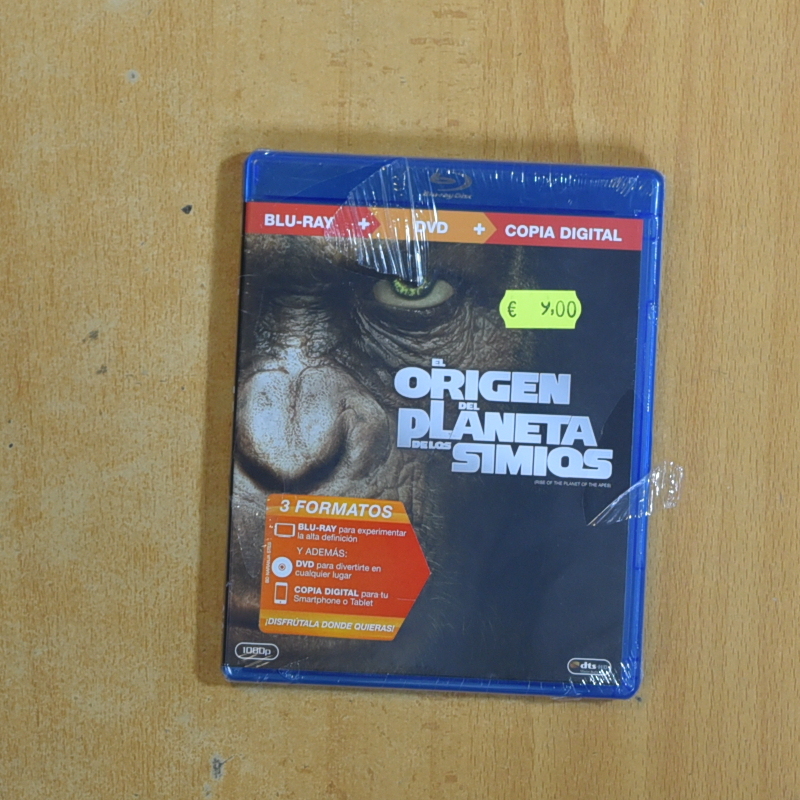 Blu-ray Disc
BLU-RAY + DVD + COPIA DIGITAL
€ 9,00
EL
ORIGEN
DEL
PLANETA
DE LOS
SIMIOS
(RISE OF THE PLANET OF THE APES)
3 FORMATOS
BLU-RAY para experimentar
la alta definición
Y ADEMÁS:
DVD para divertirte en
cualquier lugar
COPIA DIGITAL para tu
Smartphone o Tablet
¡DISFRÚTALA DONDE QUIERAS!
1080p
dts